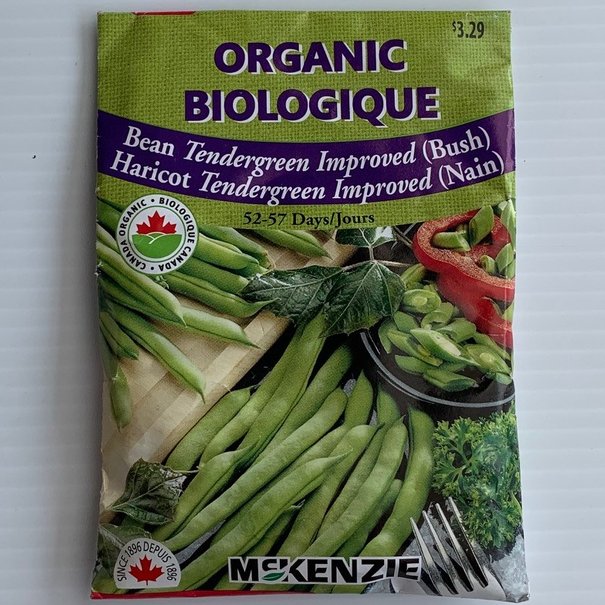 $3.29
ORGANIC
BIOLOGIQUE
Bean Tendergreen Improved (Bush)
Haricot Tendergreen Improved (Nain)
52-57 Days/Jours
CANADA ORGANIC • BIOLOGIQUE CANADA •
SINCE 1896 DEPUIS 1896
McKENZIE